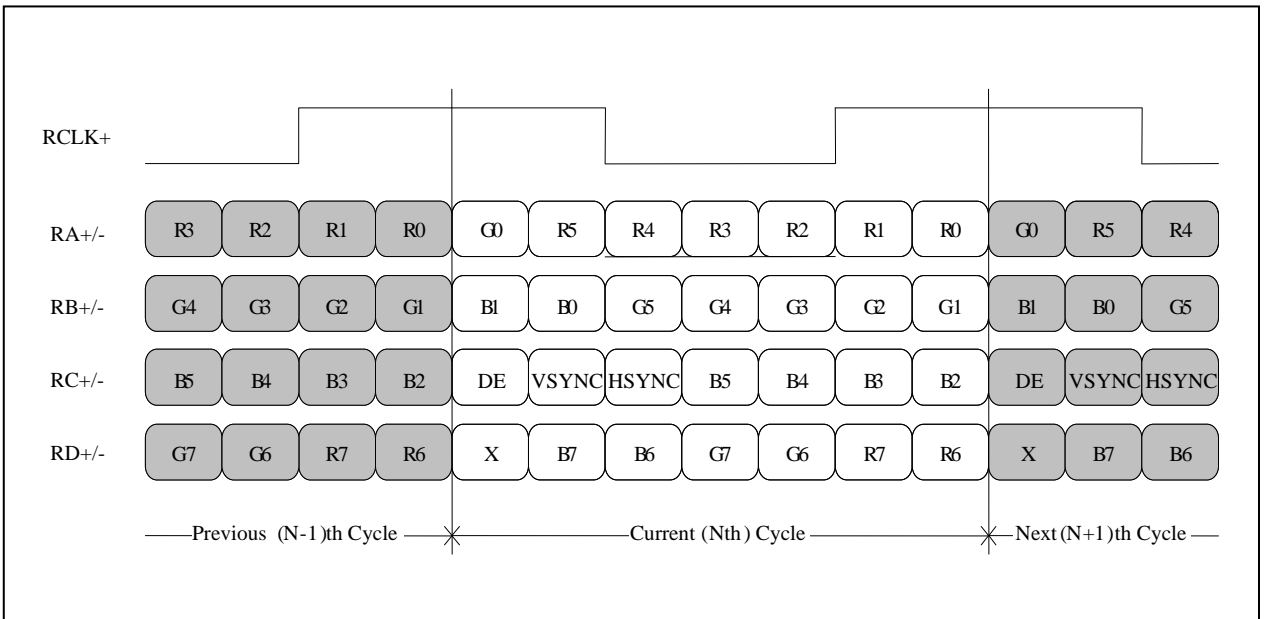 RCLK+
RA+/- R3 R2 R1 R0 G0 R5 R4 R3 R2 R1 R0 G0 R5 R4
RB+/- G4 G3 G2 G1 B1 B0 G5 G4 G3 G2 G1 B1 B0 G5
RC+/- B5 B4 B3 B2 DE VSYNC HSYNC B5 B4 B3 B2 DE VSYNC HSYNC
RD+/- G7 G6 R7 R6 X B7 B6 G7 G6 R7 R6 X B7 B6
Previous (N-1)th Cycle Current (Nth) Cycle Next (N+1)th Cycle